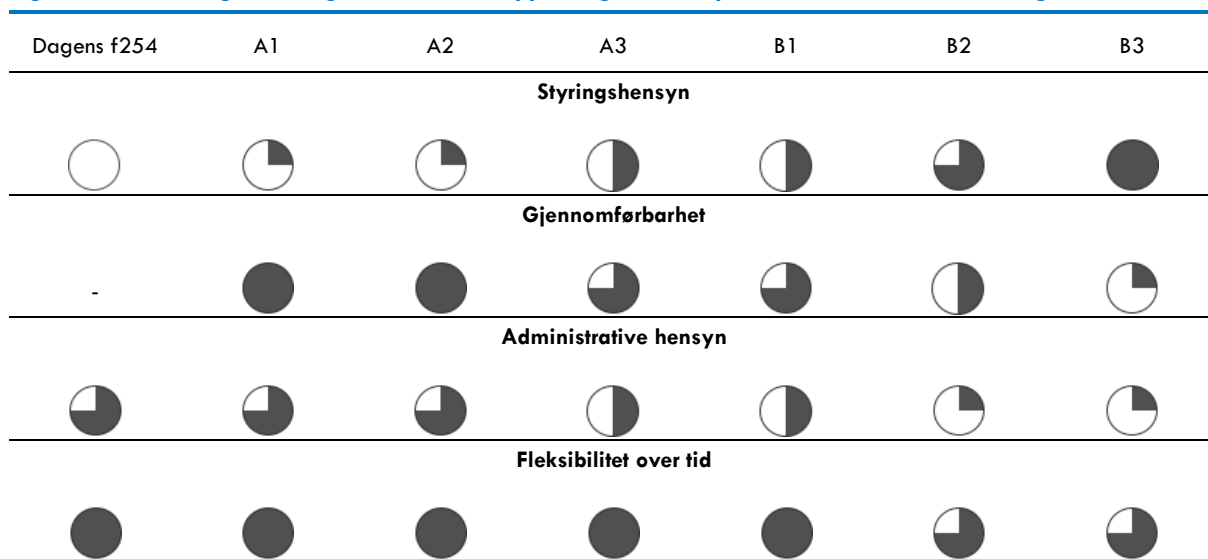 Dagens f254 A1 A2 A3 B1 B2 B3
Styringshensyn
Gjennomførbarhet
-
Administrative hensyn
Fleksibilitet over tid